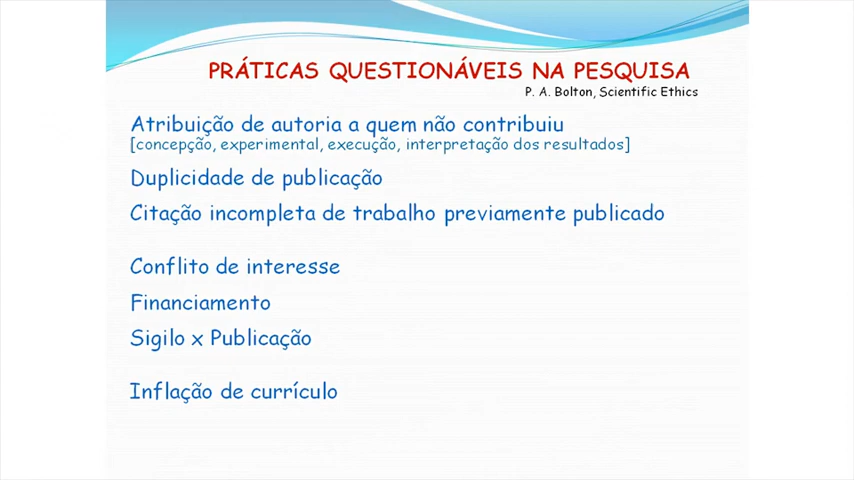 PRÁTICAS QUESTIONÁVEIS NA PESQUISA
P. A. Bolton, Scientific Ethics
Atribuição de autoria a quem não contribuiu
[concepção, experimental, execução, interpretação dos resultados]
Duplicidade de publicação
Citação incompleta de trabalho previamente publicado
Conflito de interesse
Financiamento
Sigilo x Publicação
Inflação de currículo